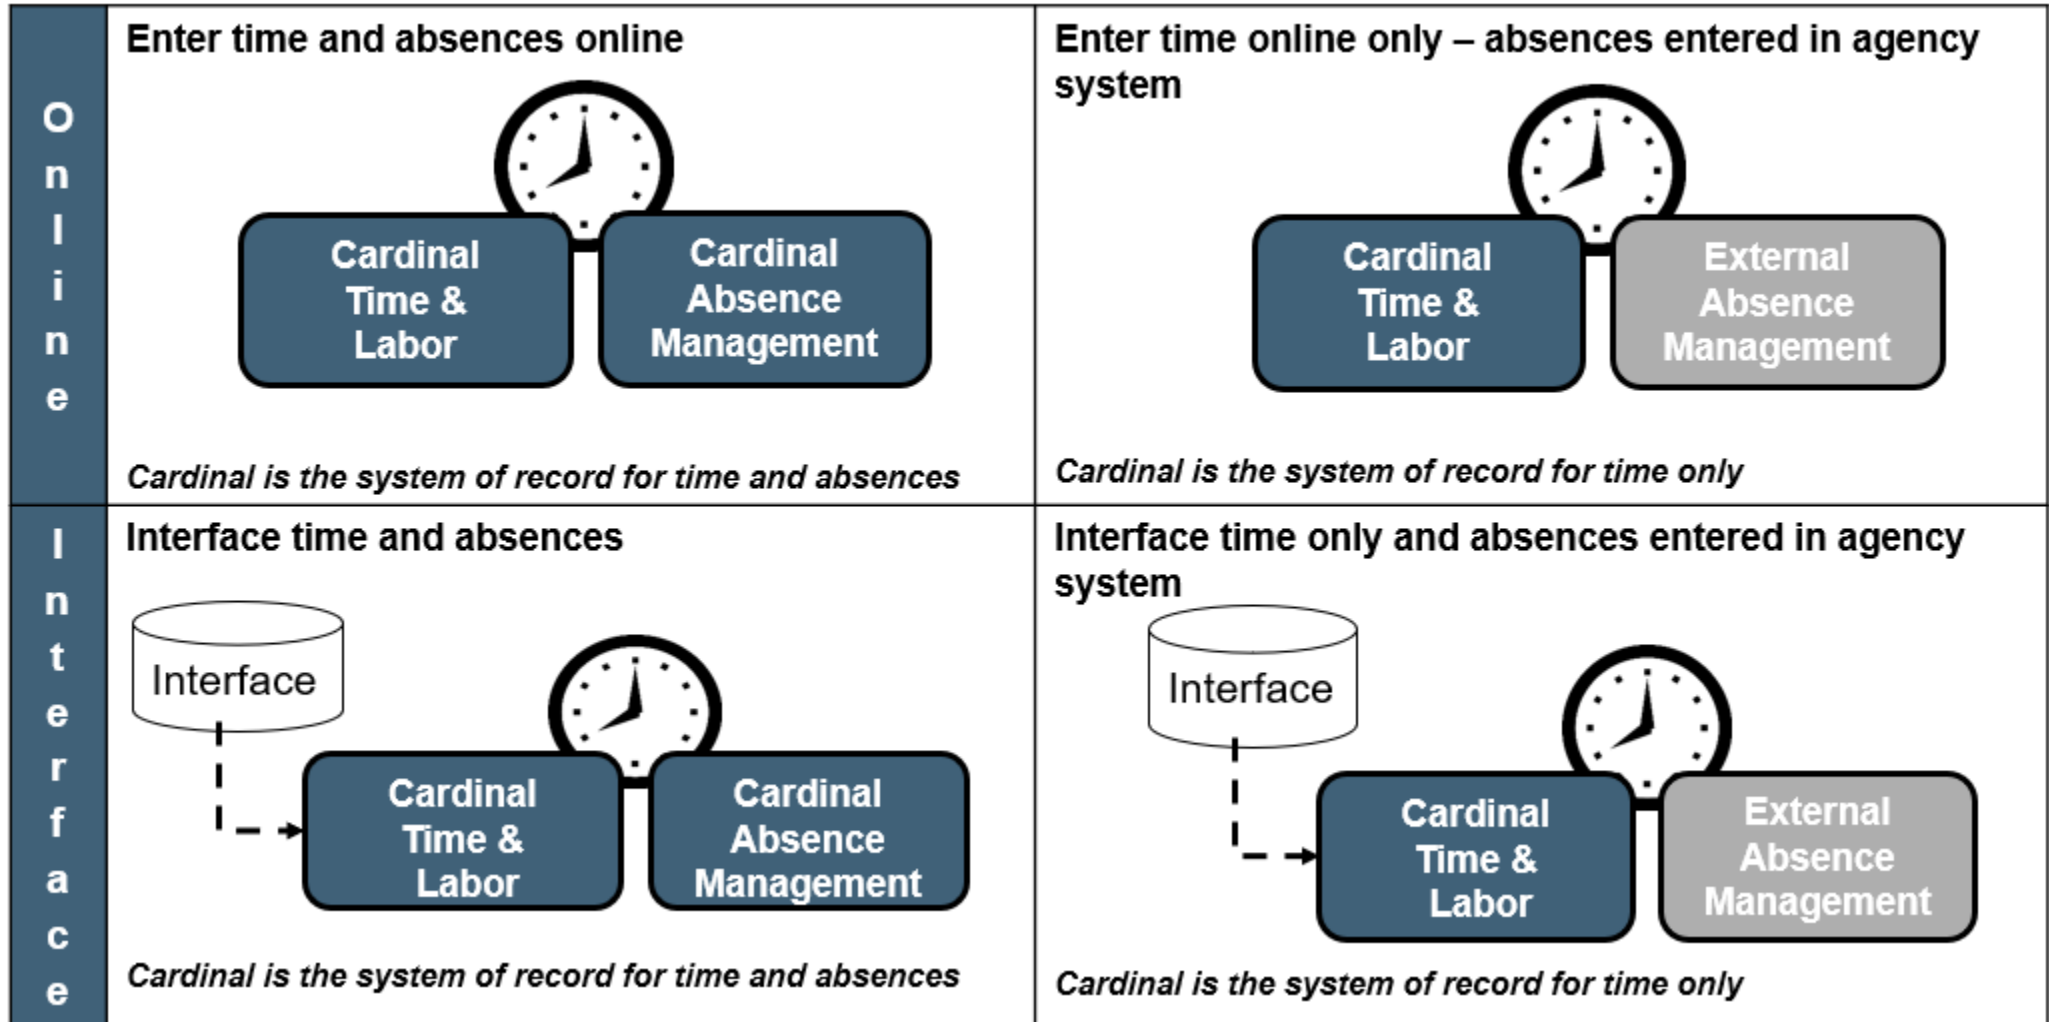 Online
Enter time and absences online
Cardinal
Time &
Labor
Cardinal
Absence
Management
Cardinal is the system of record for time and absences
Enter time online only – absences entered in agency
system
Cardinal
Time &
Labor
External
Absence
Management
Cardinal is the system of record for time only
Interface
Interface time and absences
Interface
Cardinal
Time &
Labor
Cardinal
Absence
Management
Cardinal is the system of record for time and absences
Interface time only and absences entered in agency
system
Interface
Cardinal
Time &
Labor
External
Absence
Management
Cardinal is the system of record for time only